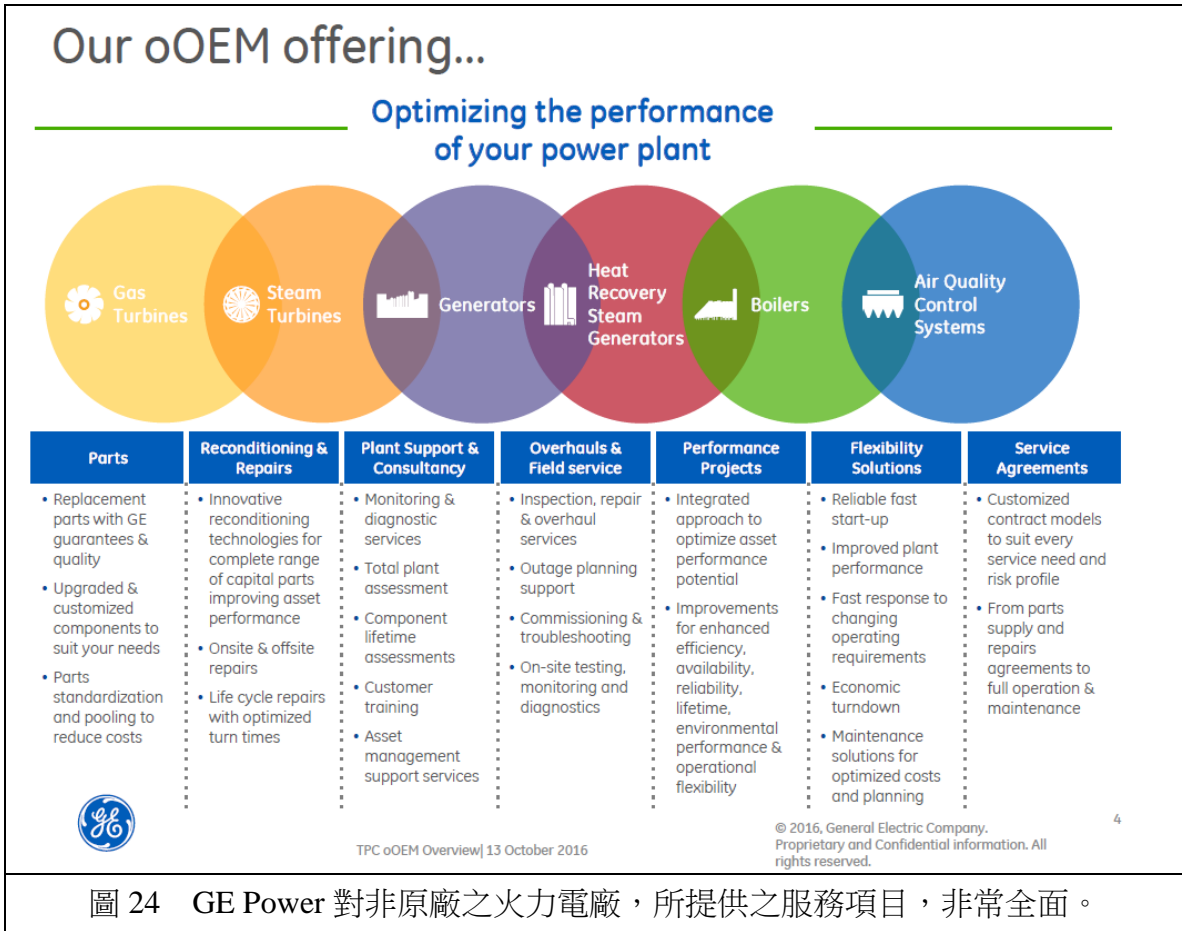 Our oOEM offering...
Optimizing the performance
of your power plant
Gas
Turbines
Steam
Turbines
Generators
Heat
Recovery
Steam
Generators
Boilers
Air Quality
Control
Systems
Parts
• Replacement
parts with GE
guarantees &
quality
• Upgraded &
customized
components to
suit your needs
• Parts
standardization
and pooling to
reduce costs
Reconditioning &
Repairs
• Innovative
reconditioning
technologies for
complete range
of capital parts
improving asset
performance
• Onsite & offsite
repairs
• Life cycle repairs
with optimized
turn times
Plant Support &
Consultancy
• Monitoring &
diagnostic
services
• Total plant
assessment
• Component
lifetime
assessments
• Customer
training
• Asset
management
support services
Overhauls &
Field service
• Inspection, repair
& overhaul
services
• Outage planning
support
• Commissioning &
troubleshooting
• On-site testing,
monitoring and
diagnostics
Performance
Projects
• Integrated
approach to
optimize asset
performance
potential
• Improvements
for enhanced
efficiency,
availability,
reliability,
lifetime,
environmental
performance &
operational
flexibility
Flexibility
Solutions
• Reliable fast
start-up
• Improved plant
performance
• Fast response to
changing
operating
requirements
• Economic
turndown
• Maintenance
solutions for
optimized costs
and planning
Service
Agreements
• Customized
contract models
to suit every
service need and
risk profile
• From parts
supply and
repairs
agreements to
full operation &
maintenance
GE
TPC oOEM Overview| 13 October 2016
© 2016, General Electric Company.
Proprietary and Confidential information. All
rights reserved.
4
圖 24 GE Power 對非原廠之火力電廠，所提供之服務項目，非常全面。